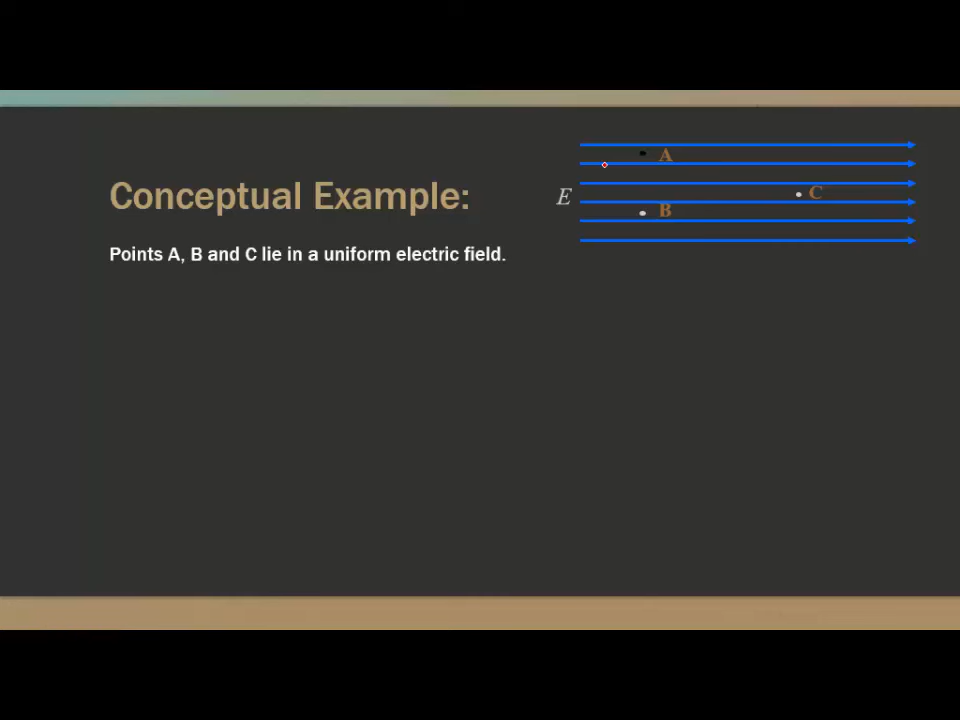 A
C
Conceptual Example:
E
B
Points A, B and C lie in a uniform electric field.